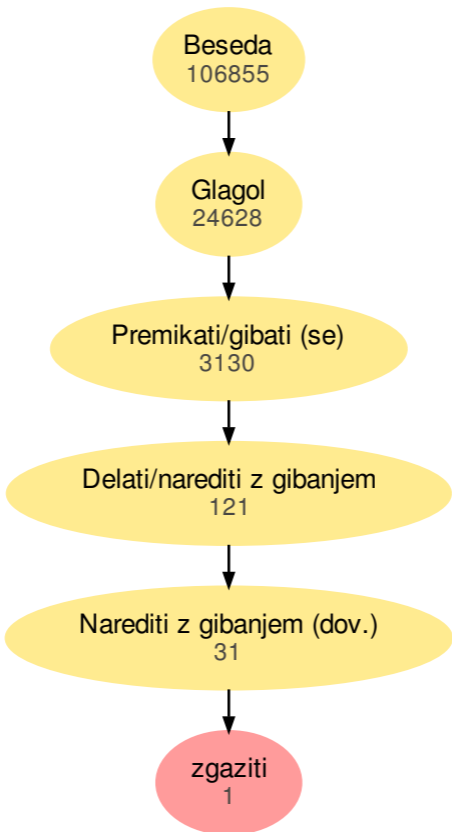 Beseda
106855
Glagol
24628
Premikati/gibati (se)
3130
Delati/narediti z gibanjem
121
Narediti z gibanjem (dov.)
31
zgaziti
1